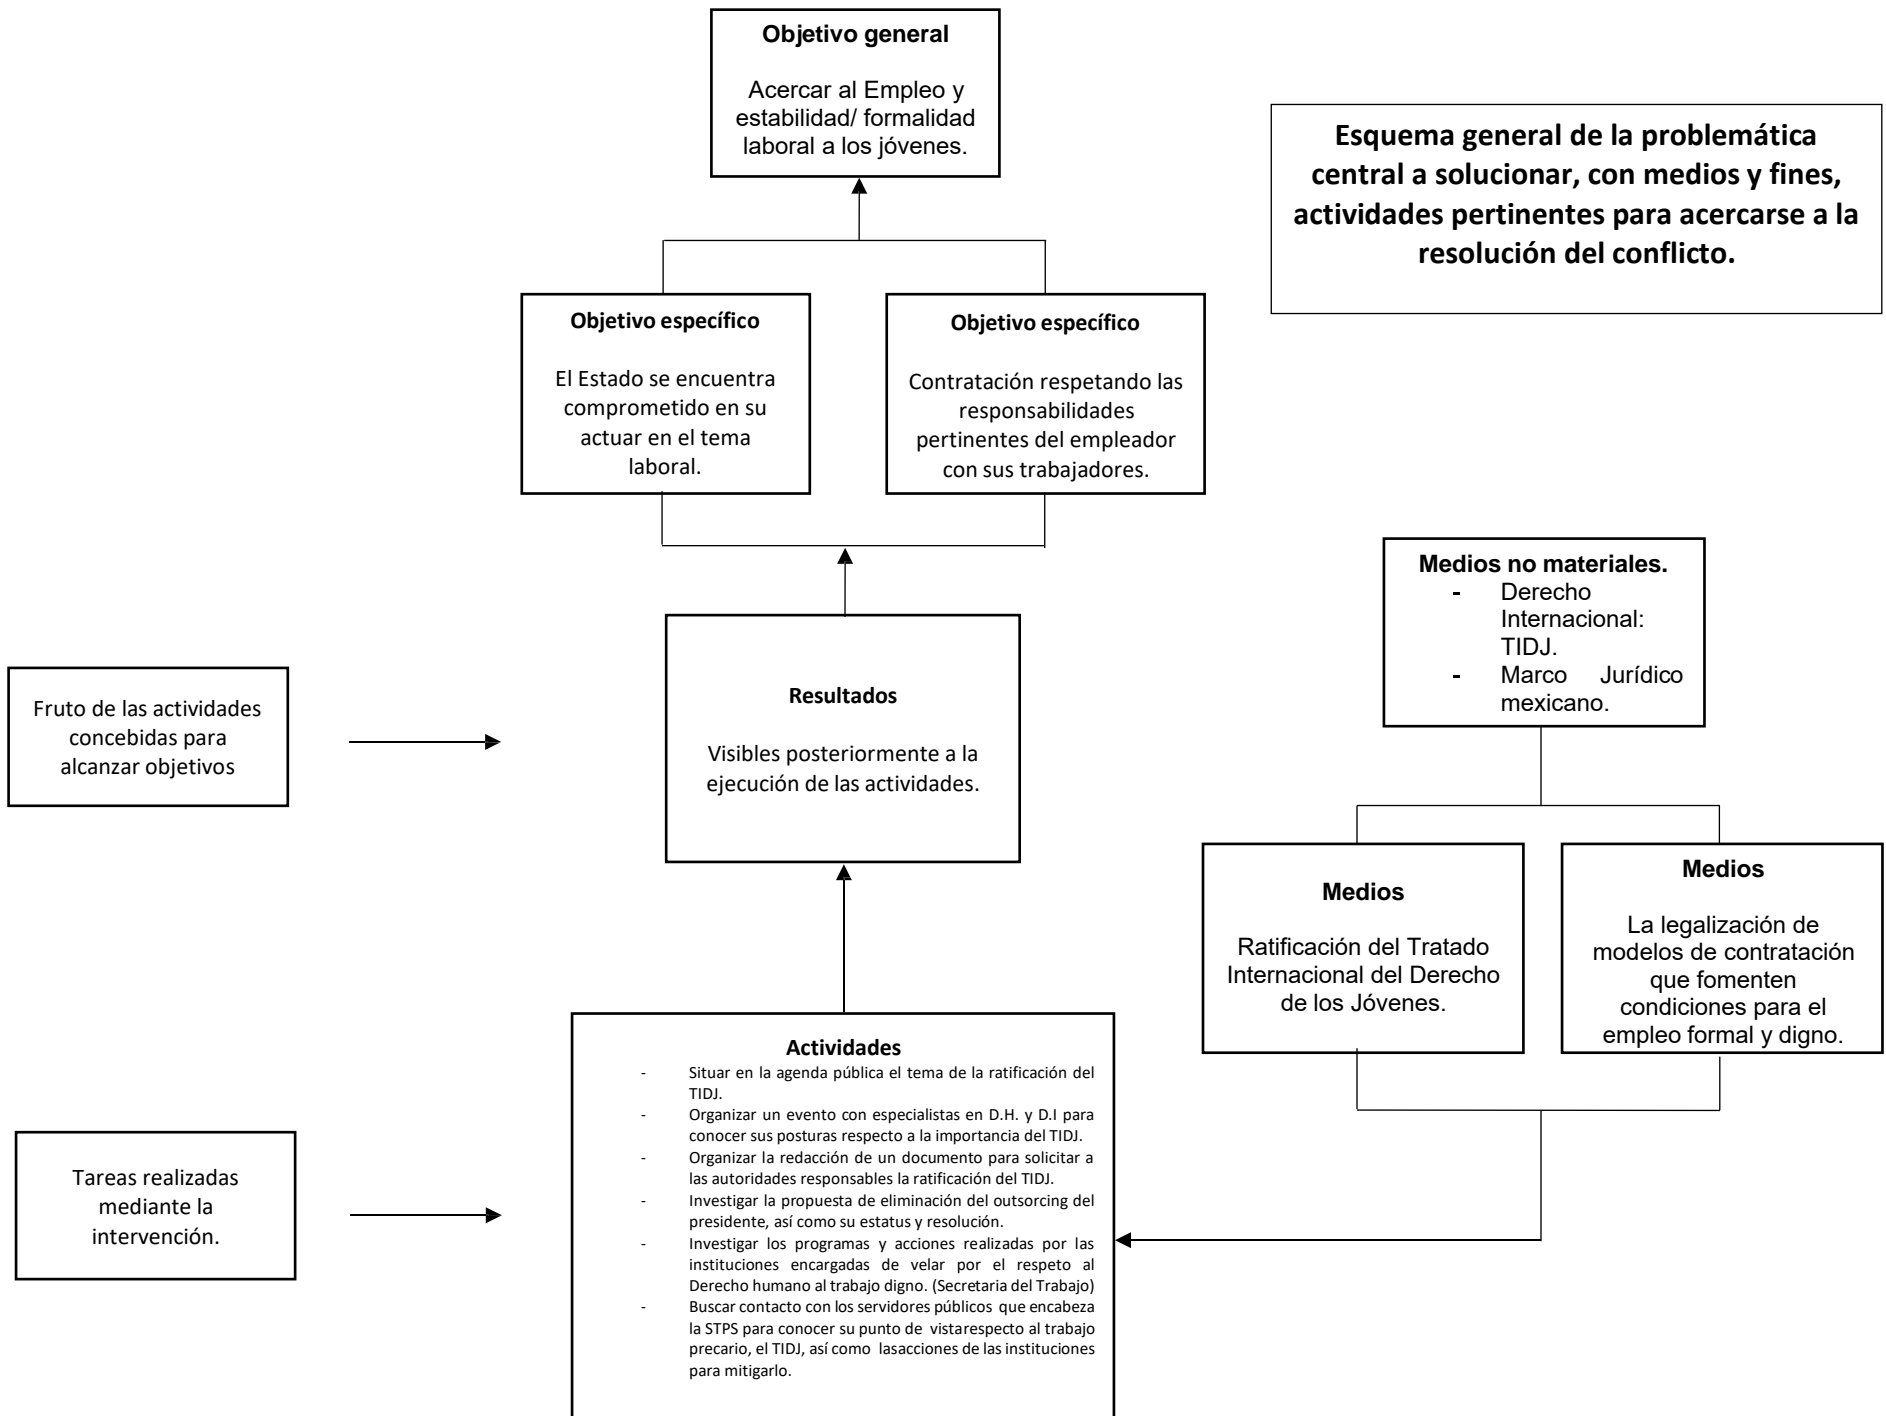 Objetivo general
Acercar al Empleo y
estabilidad/ formalidad
laboral a los jóvenes.
Esquema general de la problemática
central a solucionar, con medios y fines,
actividades pertinentes para acercarse a la
resolución del conflicto.
Objetivo específico
El Estado se encuentra
comprometido en su
actuar en el tema
laboral.
Objetivo específico
Contratación respetando las
responsabilidades
pertinentes del empleador
con sus trabajadores.
Medios no materiales.
- Derecho
Internacional:
TIDJ.
- Marco Jurídico
mexicano.
Fruto de las actividades
concebidas para
alcanzar objetivos
Resultados
Visibles posteriormente a la
ejecución de las actividades.
Medios
Ratificación del Tratado
Internacional del Derecho
de los Jóvenes.
Medios
La legalización de
modelos de contratación
que fomenten
condiciones para el
empleo formal y digno.
Tareas realizadas
mediante la
intervención.
Actividades
- Situar en la agenda pública el tema de la ratificación del
TIDJ.
- Organizar un evento con especialistas en D.H. y D.I para
conocer sus posturas respecto a la importancia del TIDJ.
- Organizar la redacción de un documento para solicitar a
las autoridades responsables la ratificación del TIDJ.
- Investigar la propuesta de eliminación del outsorcing del
presidente, así como su estatus y resolución.
- Investigar los programas y acciones realizadas por las
instituciones encargadas de velar por el respeto al
Derecho humano al trabajo digno. (Secretaria del Trabajo)
- Buscar contacto con los servidores públicos que encabeza
la STPS para conocer su punto de vistarespecto al trabajo
precario, el TIDJ, así como lasacciones de las instituciones
para mitigarlo.